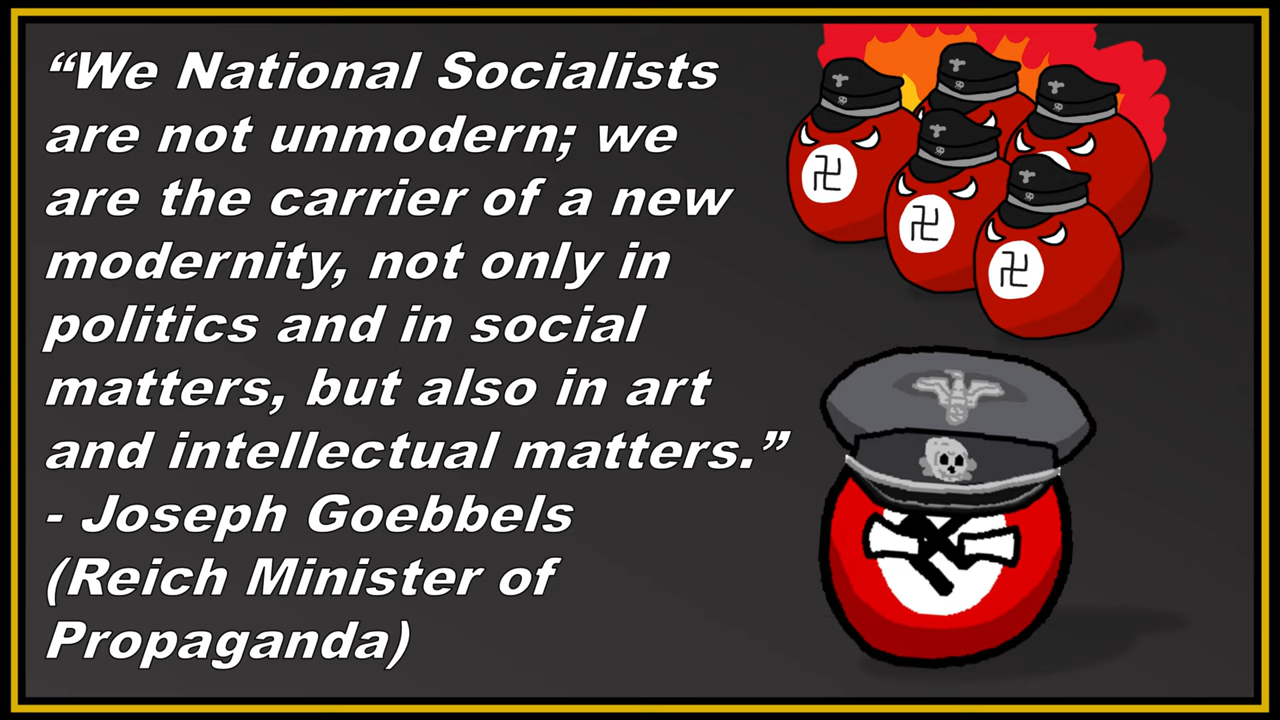 “We National Socialists
are not unmodern; we
are the carrier of a new
modernity, not only in
politics and in social
matters, but also in art
and intellectual matters.”
- Joseph Goebbels
(Reich Minister of
Propaganda)